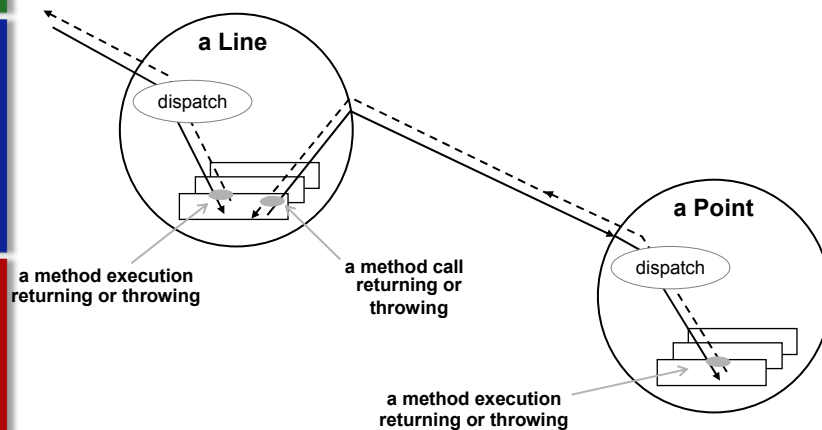 a Line
dispatch
a Point
dispatch
a method execution
returning or throwing
a method call
returning or
throwing
a method execution
returning or throwing